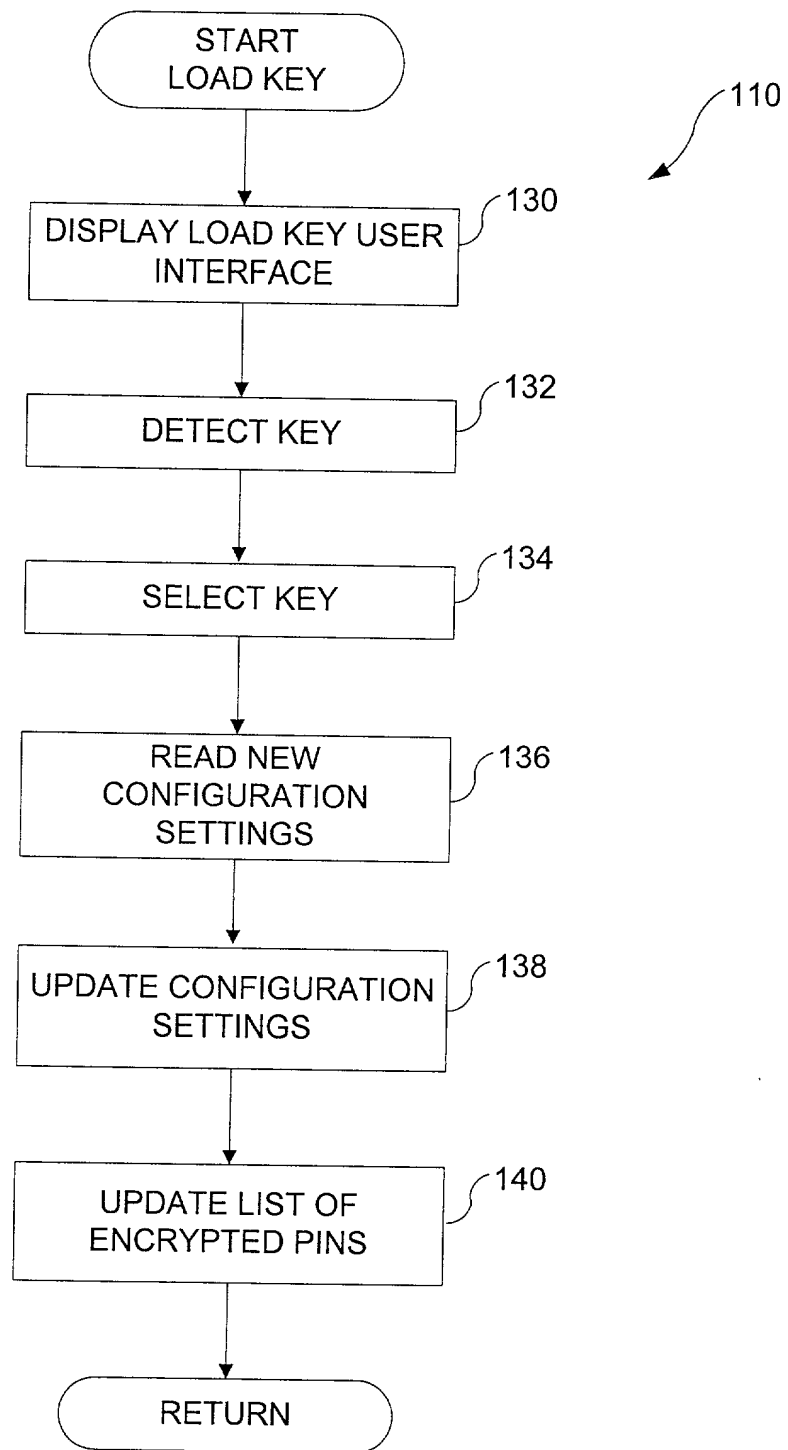 START
LOAD KEY
110
130
DISPLAY LOAD KEY USER
INTERFACE
132
DETECT KEY
134
SELECT KEY
136
READ NEW
CONFIGURATION
SETTINGS
138
UPDATE CONFIGURATION
SETTINGS
140
UPDATE LIST OF
ENCRYPTED PINS
RETURN